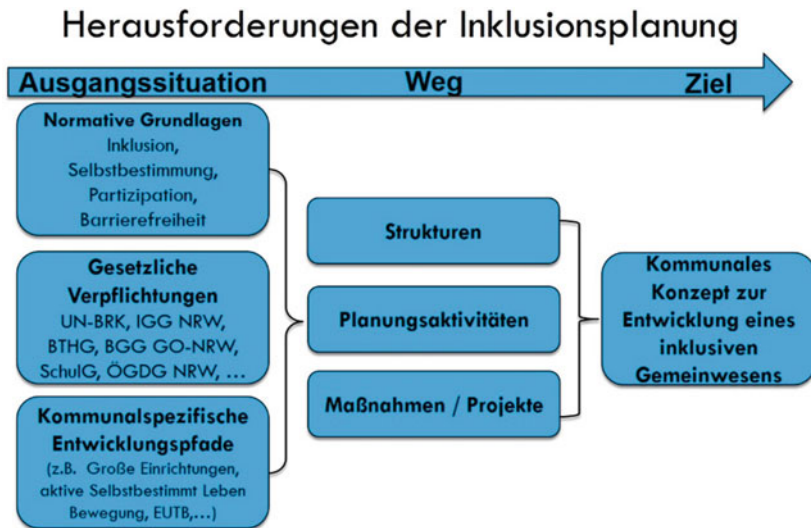 Herausforderungen der Inklusionsplanung
Ausgangssituation
Weg
Ziel
Normative Grundlagen
Inklusion,
Selbstbestimmung,
Partizipation,
Barrierefreiheit
Gesetzliche
Verpflichtungen
UN-BRK, IGG NRW,
BTHG, BGG GO-NRW,
SchulG, ÖGDG NRW, ...
Kommunalspezifische
Entwicklungspfade
(z.B. Große Einrichtungen,
aktive Selbstbestimmt Leben
Bewegung, EUTB,...)
Strukturen
Planungsaktivitäten
Maßnahmen / Projekte
Kommunales
Konzept zur
Entwicklung eines
inklusiven
Gemeinwesens